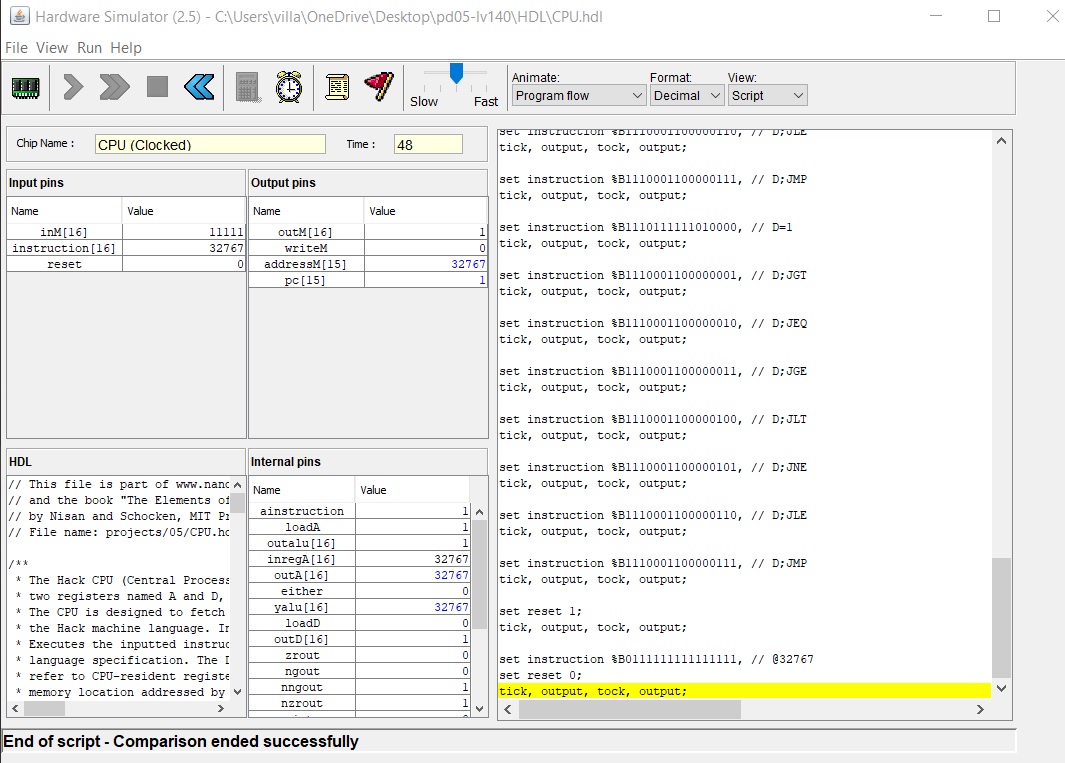 Hardware Simulator (2.5) - C:\Users\villa\OneDrive\Desktop\pd05-lv140\HDL\CPU.hdl
File View Run Help
Slow Fast
Animate: Format: View:
Program flow Decimal Script
Chip Name : CPU (Clocked) Time : 48
Input pins
Name Value
inM[16] 11111
instruction[16] 32767
reset 0
Output pins
Name Value
outM[16] 1
writeM 0
addressM[15] 32767
pc[15] 1
HDL
// This file is part of www.nand
// and the book "The Elements of
// by Nisan and Schocken, MIT Pr
// File name: projects/05/CPU.hd
/**
* The Hack CPU (Central Process
* two registers named A and D,
* The CPU is designed to fetch
* the Hack machine language. In
* Executes the inputted instruc
* language specification. The D
* refer to CPU-resident registe
* memory location addressed by
Internal pins
Name Value
ainstruction 1
loadA 1
outalu[16] 1
inregA[16] 32767
outA[16] 32767
either 0
yalu[16] 32767
loadD 0
outD[16] 1
zrout 0
ngout 0
nngout 1
nzrout 1
set instruction %B1110001100000110, // D;JLE
tick, output, tock, output;
set instruction %B1110001100000111, // D;JMP
tick, output, tock, output;
set instruction %B1110111111010000, // D=1
tick, output, tock, output;
set instruction %B1110001100000001, // D;JGT
tick, output, tock, output;
set instruction %B1110001100000010, // D;JEQ
tick, output, tock, output;
set instruction %B1110001100000011, // D;JGE
tick, output, tock, output;
set instruction %B1110001100000100, // D;JLT
tick, output, tock, output;
set instruction %B1110001100000101, // D;JNE
tick, output, tock, output;
set instruction %B1110001100000110, // D;JLE
tick, output, tock, output;
set instruction %B1110001100000111, // D;JMP
tick, output, tock, output;
set reset 1;
tick, output, tock, output;
set instruction %B0111111111111111, // @32767
set reset 0;
tick, output, tock, output;
End of script - Comparison ended successfully